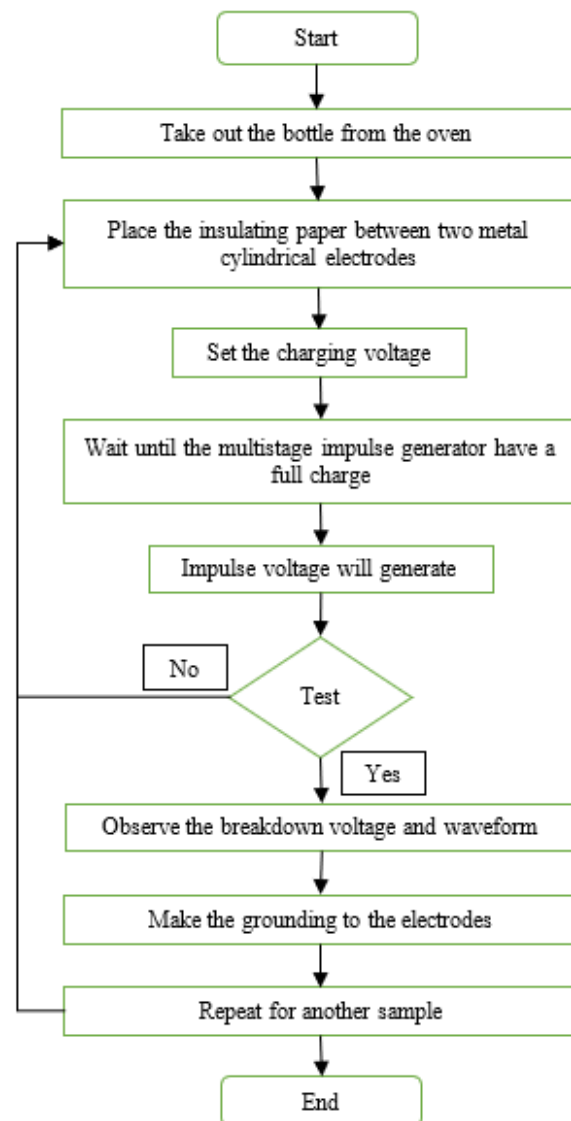 Start
Take out the bottle from the oven
Place the insulating paper between two metal
cylindrical electrodes
Set the charging voltage
Wait until the multistage impulse generator have a
full charge
Impulse voltage will generate
No
Test
Yes
Observe the breakdown voltage and waveform
Make the grounding to the electrodes
Repeat for another sample
End